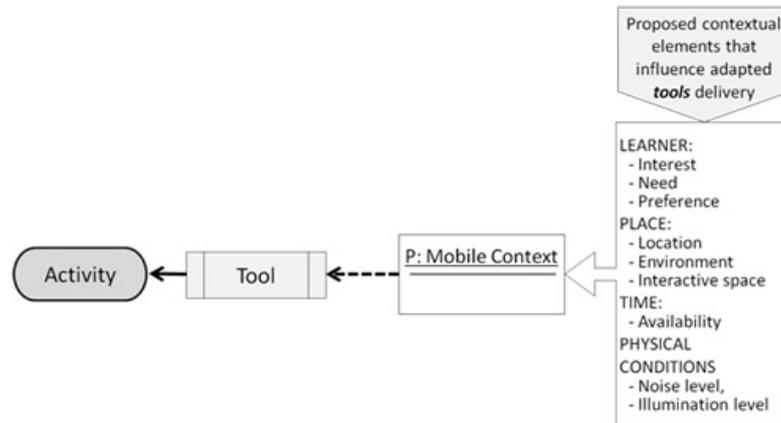 Proposed contextual
elements that
influence adapted
tools delivery
LEARNER:
- Interest
- Need
- Preference
PLACE:
- Location
- Environment
- Interactive space
TIME:
- Availability
PHYSICAL
CONDITIONS
- Noise level,
- Illumination level
P: Mobile Context
Tool
Activity